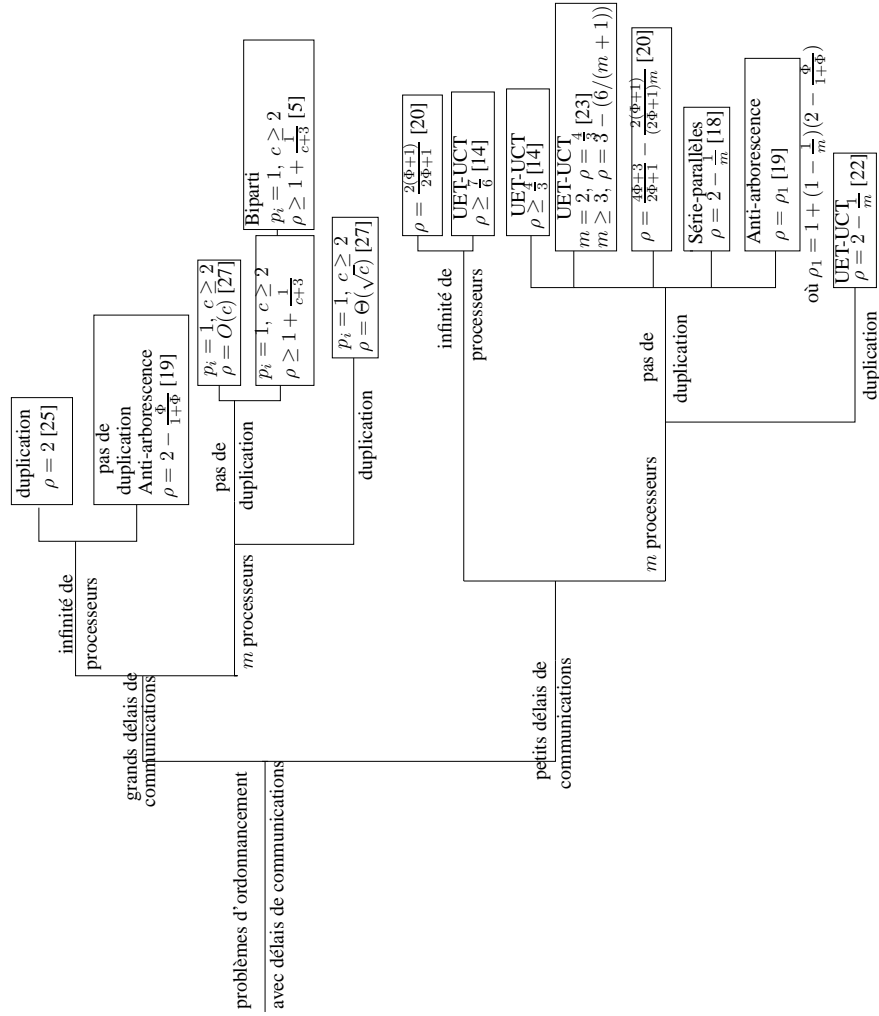 problèmes d'ordonnancement
avec délais de communications
grands délais de
communications
infinité de
processeurs
duplication
ρ = 2 [25]
pas de
duplication
Anti-arborescence
ρ = 2 − Φ/(1+Φ) [19]
m processeurs
pas de
duplication
p_i = 1, c ≥ 2
ρ = O(c) [27]
p_i = 1, c ≥ 2
ρ ≥ 1 + 1/(c+3)
Biparti
p_i = 1, c ≥ 2
ρ ≥ 1 + 1/(c+3) [5]
duplication
p_i = 1, c ≥ 2
ρ = Θ(√c) [27]
petits délais de
communications
infinité de
processeurs
ρ = 2(Φ+1)/(2Φ+1) [20]
UET-UCT
ρ ≥ 7/6 [14]
m processeurs
pas de
duplication
UET-UCT
ρ ≥ 4/3 [14]
UET-UCT
m = 2, ρ = 4/3 [23]
m ≥ 3, ρ = 3 − (6/(m + 1))
ρ = (4Φ+3)/(2Φ+1) − 2(Φ+1)/((2Φ+1)m) [20]
Série-parallèles
ρ = 2 − 1/m [18]
Anti-arborescence
ρ = ρ₁ [19]
où ρ₁ = 1 + (1 − 1/m)(2 − Φ/(1+Φ))
duplication
UET-UCT
ρ = 2 − 1/m [22]